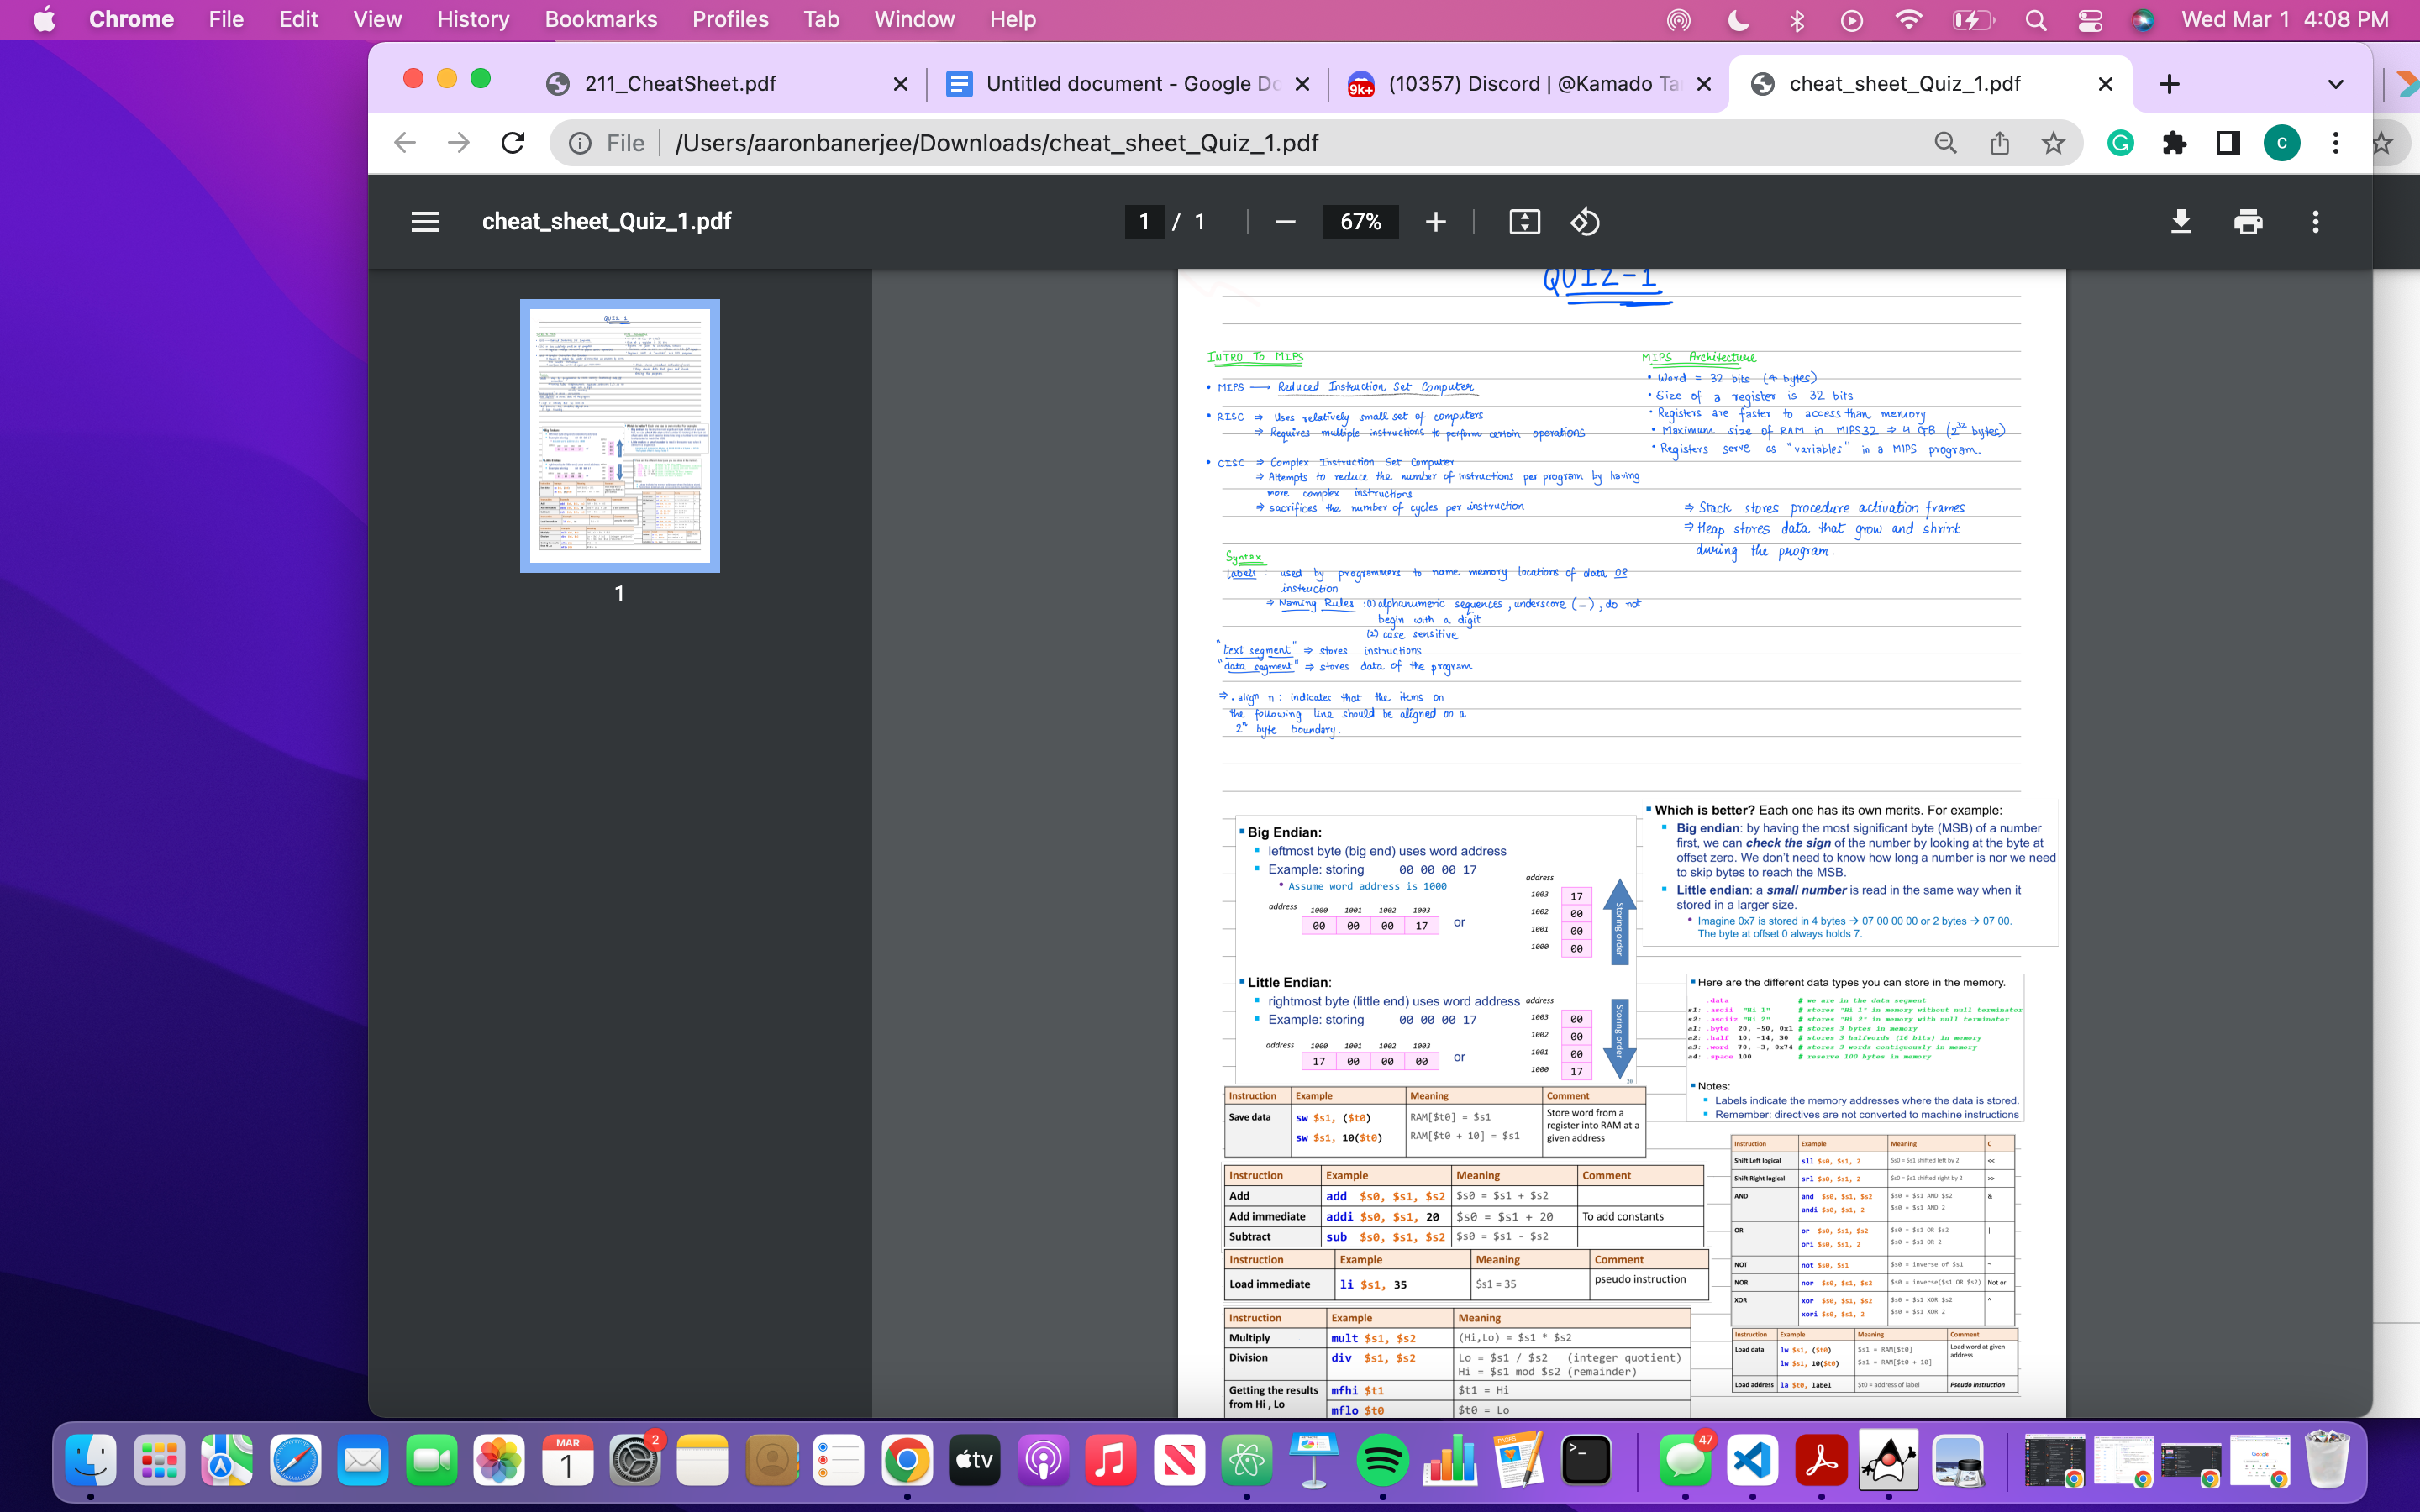 Chrome File Edit View History Bookmarks Profiles Tab Window Help Wed Mar 1 4:08 PM
211_CheatSheet.pdf Untitled document - Google Do (10357) Discord | @Kamado Ta cheat_sheet_Quiz_1.pdf
9k+
File /Users/aaronbanerjee/Downloads/cheat_sheet_Quiz_1.pdf
C
cheat_sheet_Quiz_1.pdf 1 / 1 67%
1
QUIZ-1
INTRO TO MIPS
• MIPS → Reduced Instruction Set Computer
• RISC ⇒ Uses relatively small set of computers
⇒ Requires multiple instructions to perform certain operations
• CISC ⇒ Complex Instruction Set Computer
⇒ Attempts to reduce the number of instructions per program by having
more complex instructions
⇒ sacrifices the number of cycles per instruction
MIPS Architecture
• Word = 32 bits (4 bytes)
• Size of a register is 32 bits
• Registers are faster to access than memory
• Maximum size of RAM in MIPS32 ⇒ 4 GB (2³² bytes)
• Registers serve as "variables" in a MIPS program.
⇒ Stack stores procedure activation frames
⇒ Heap stores data that grow and shrink
during the program.
Syntax
labels : used by programmers to name memory locations of data OR
instruction
⇒ Naming Rules : (1) alphanumeric sequences, underscore (_), do not
begin with a digit
(2) case sensitive
"text segment" ⇒ stores instructions
"data segment" ⇒ stores data of the program
⇒ .align n : indicates that the items on
the following line should be aligned on a
2ⁿ byte boundary.
Big Endian:
leftmost byte (big end) uses word address
Example: storing 00 00 00 17
• Assume word address is 1000
address 1000 1001 1002 1003
00 00 00 17 or
address
1003 17
1002 00
1001 00
1000 00
Storing order
Little Endian:
rightmost byte (little end) uses word address
Example: storing 00 00 00 17
address 1000 1001 1002 1003
17 00 00 00 or
address
1003 00
1002 00
1001 00
1000 17
Storing order
Which is better? Each one has its own merits. For example:
Big endian: by having the most significant byte (MSB) of a number
first, we can check the sign of the number by looking at the byte at
offset zero. We don't need to know how long a number is nor we need
to skip bytes to reach the MSB.
Little endian: a small number is read in the same way when it
stored in a larger size.
• Imagine 0x7 is stored in 4 bytes → 07 00 00 00 or 2 bytes → 07 00.
The byte at offset 0 always holds 7.
Here are the different data types you can store in the memory.
.data # we are in the data segment
s1: .ascii "Hi 1" # stores "Hi 1" in memory without null terminator
s2: .asciiz "Hi 2" # stores "Hi 2" in memory with null terminator
a1: .byte 20, -50, 0x1 # stores 3 bytes in memory
a2: .half 10, -14, 30 # stores 3 halfwords (16 bits) in memory
a3: .word 70, -3, 0x74 # stores 3 words contiguously in memory
a4: .space 100 # reserve 100 bytes in memory
Notes:
Labels indicate the memory addresses where the data is stored.
Remember: directives are not converted to machine instructions
Instruction Example Meaning Comment
Save data sw $s1, ($t0) RAM[$t0] = $s1 Store word from a
register into RAM at a
sw $s1, 10($t0) RAM[$t0 + 10] = $s1 given address
Instruction Example Meaning Comment
Add add $s0, $s1, $s2 $s0 = $s1 + $s2
Add immediate addi $s0, $s1, 20 $s0 = $s1 + 20 To add constants
Subtract sub $s0, $s1, $s2 $s0 = $s1 - $s2
Instruction Example Meaning Comment
Load immediate li $s1, 35 $s1 = 35 pseudo instruction
Instruction Example Meaning
Multiply mult $s1, $s2 (Hi,Lo) = $s1 * $s2
Division div $s1, $s2 Lo = $s1 / $s2 (integer quotient)
Hi = $s1 mod $s2 (remainder)
Getting the results mfhi $t1 $t1 = Hi
from Hi , Lo mflo $t0 $t0 = Lo
Instruction Example Meaning C
Shift Left logical sll $s0, $s1, 2 $s0 = $s1 shifted left by 2 <<
Shift Right logical srl $s0, $s1, 2 $s0 = $s1 shifted right by 2 >>
AND and $s0, $s1, $s2 $s0 = $s1 AND $s2 &
andi $s0, $s1, 2 $s0 = $s1 AND 2
OR or $s0, $s1, $s2 $s0 = $s1 OR $s2 |
ori $s0, $s1, 2 $s0 = $s1 OR 2
NOT not $s0, $s1 $s0 = inverse of $s1 ~
NOR nor $s0, $s1, $s2 $s0 = inverse($s1 OR $s2) Not or
XOR xor $s0, $s1, $s2 $s0 = $s1 XOR $s2 ^
xori $s0, $s1, 2 $s0 = $s1 XOR 2
Instruction Example Meaning Comment
Load data lw $s1, ($t0) $s1 = RAM[$t0] Load word at given
address
lw $s1, 10($t0) $s1 = RAM[$t0 + 10]
Load address la $t0, label $t0 = address of label Pseudo instruction
MAR
1
2
tv
47